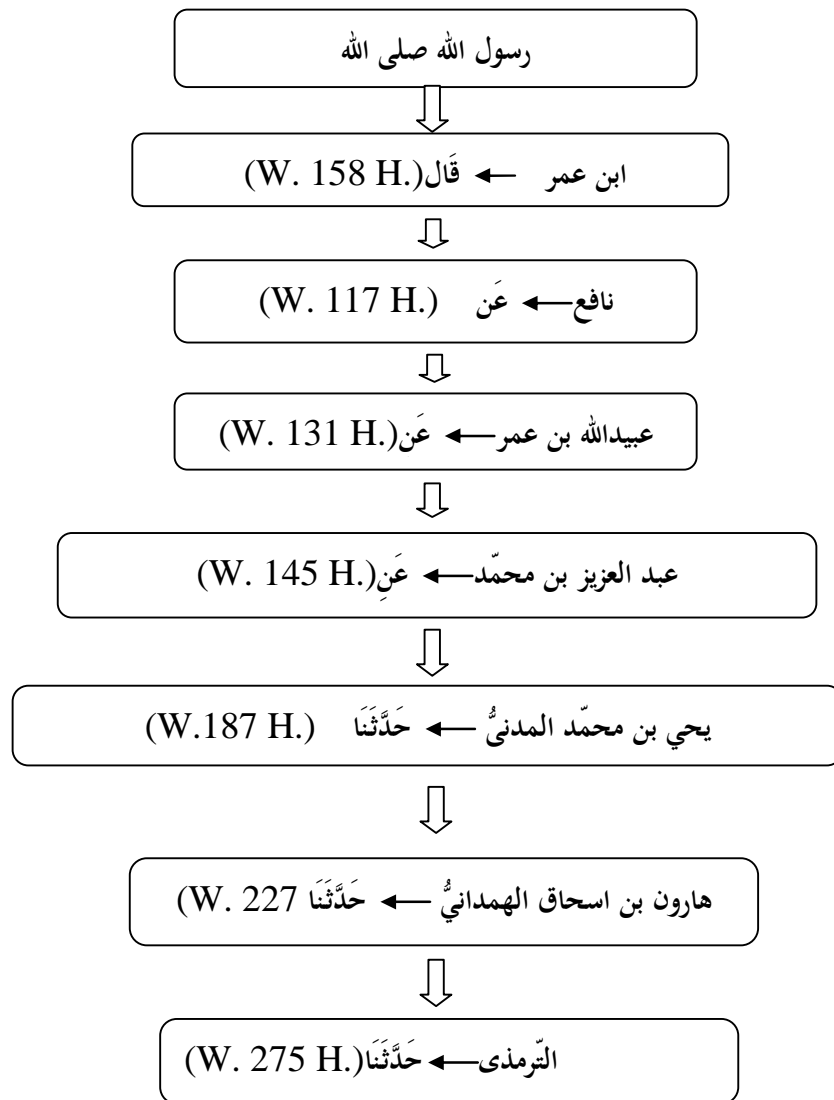 رسول الله صلى الله
ابن عمر ← قَال (W. 158 H.)
نافع ← عَن (W. 117 H.)
عبيدالله بن عمر ← عَن (W. 131 H.)
عبد العزيز بن محمّد ← عَنِ (W. 145 H.)
يحي بن محمّد المدنىُّ ← حَدَّثَنَا (W.187 H.)
هارون بن اسحاق الهمدانيُّ ← حَدَّثَنَا (W. 227
التّرمذى ← حَدَّثَنَا (W. 275 H.)